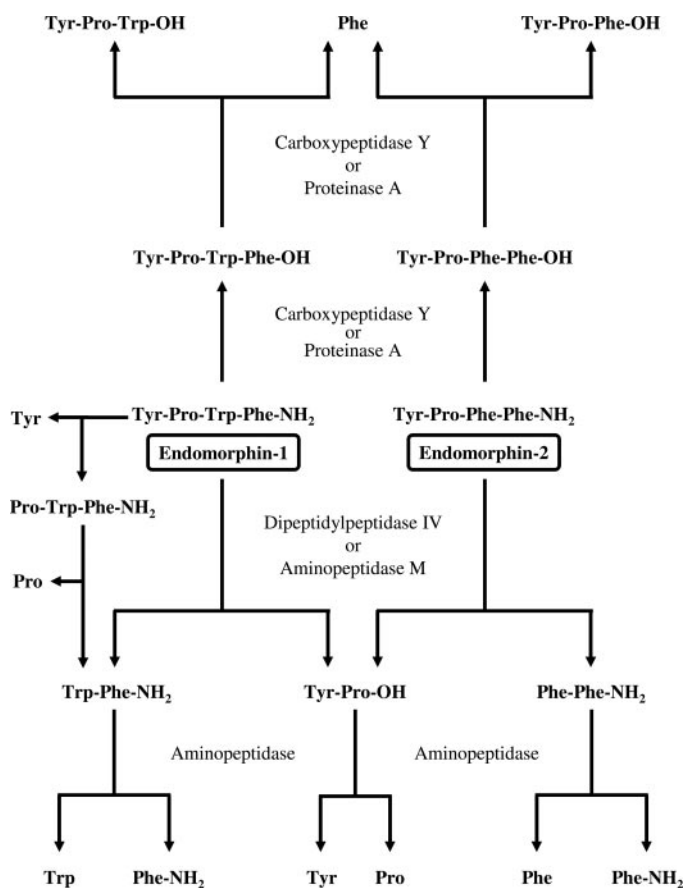 Tyr-Pro-Trp-OH Phe Tyr-Pro-Phe-OH
Carboxypeptidase Y
or
Proteinase A
Tyr-Pro-Trp-Phe-OH Tyr-Pro-Phe-Phe-OH
Carboxypeptidase Y
or
Proteinase A
Tyr Tyr-Pro-Trp-Phe-NH₂ Tyr-Pro-Phe-Phe-NH₂
Endomorphin-1 Endomorphin-2
Pro-Trp-Phe-NH₂
Dipeptidylpeptidase IV
or
Aminopeptidase M
Pro
Trp-Phe-NH₂ Tyr-Pro-OH Phe-Phe-NH₂
Aminopeptidase Aminopeptidase
Trp Phe-NH₂ Tyr Pro Phe Phe-NH₂